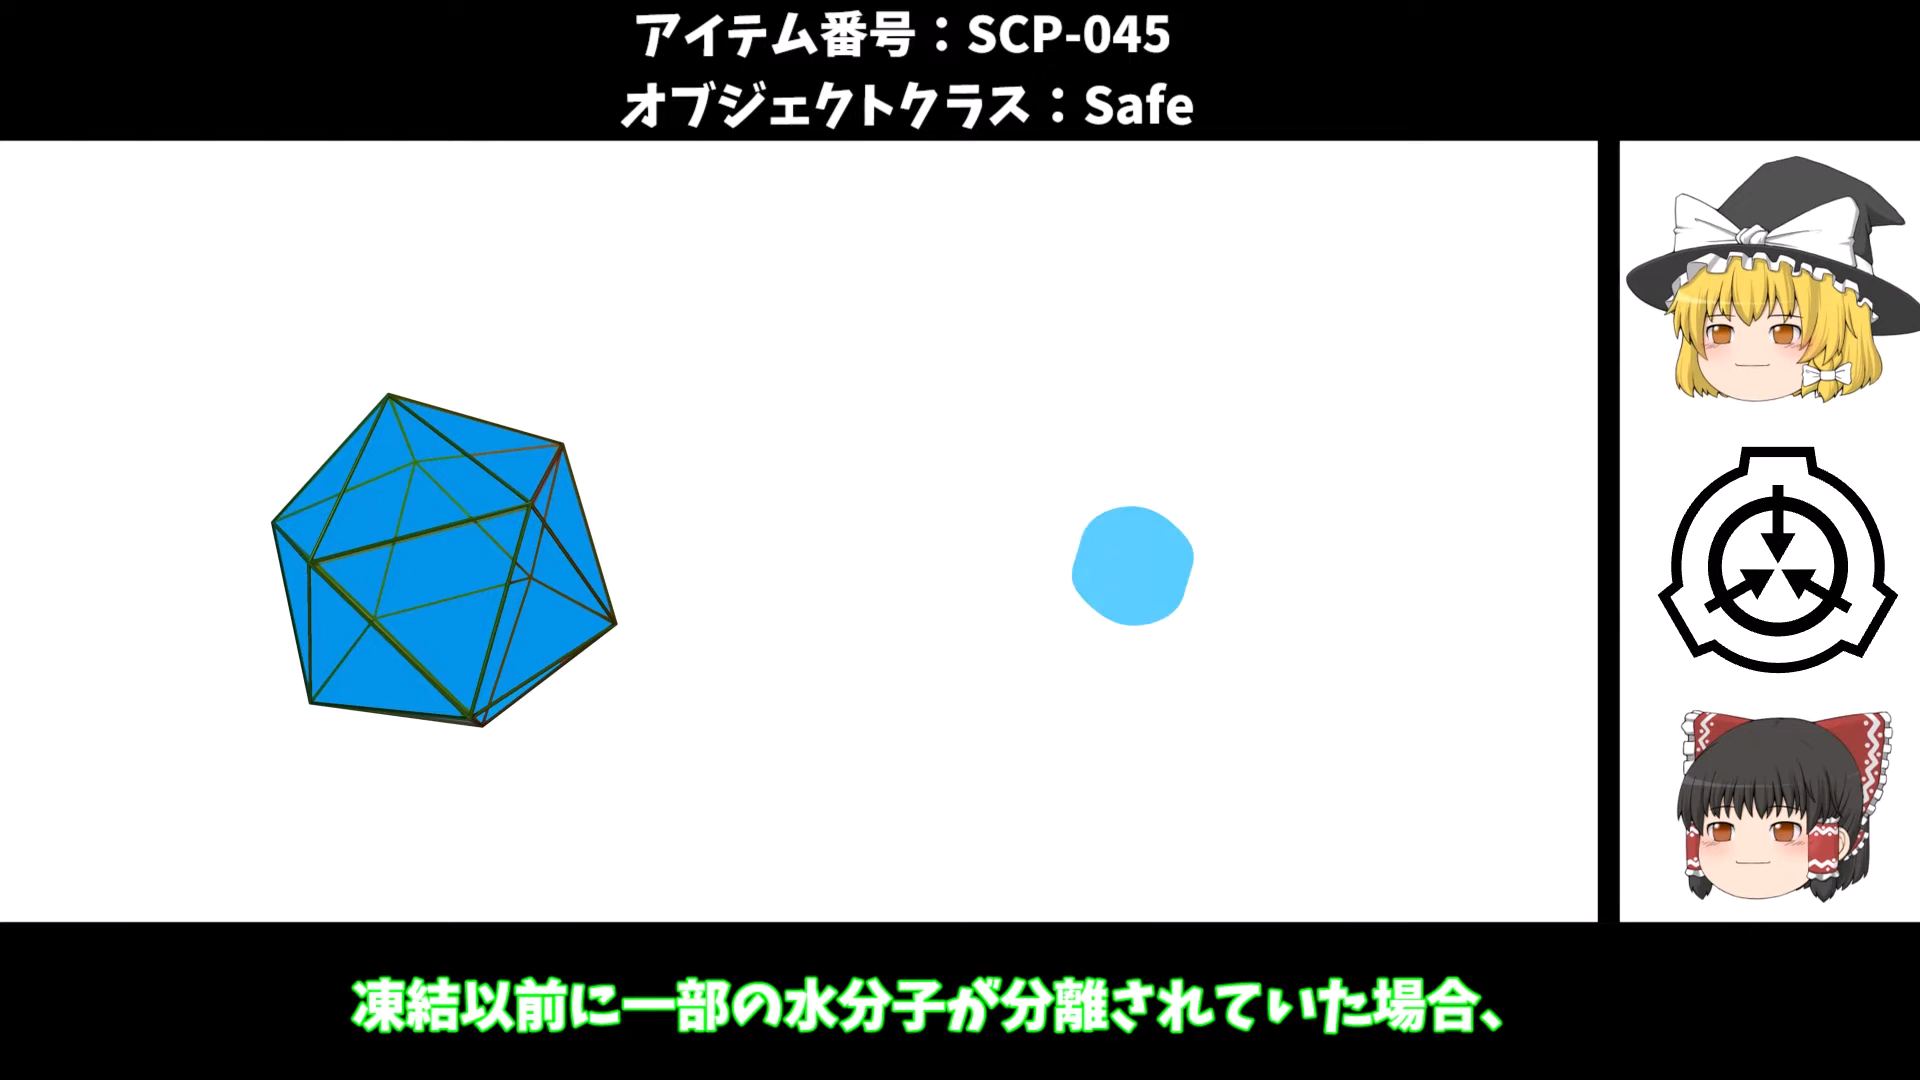 アイテム番号：SCP-045
オブジェクトクラス：Safe
凍結以前に一部の水分子が分離されていた場合、